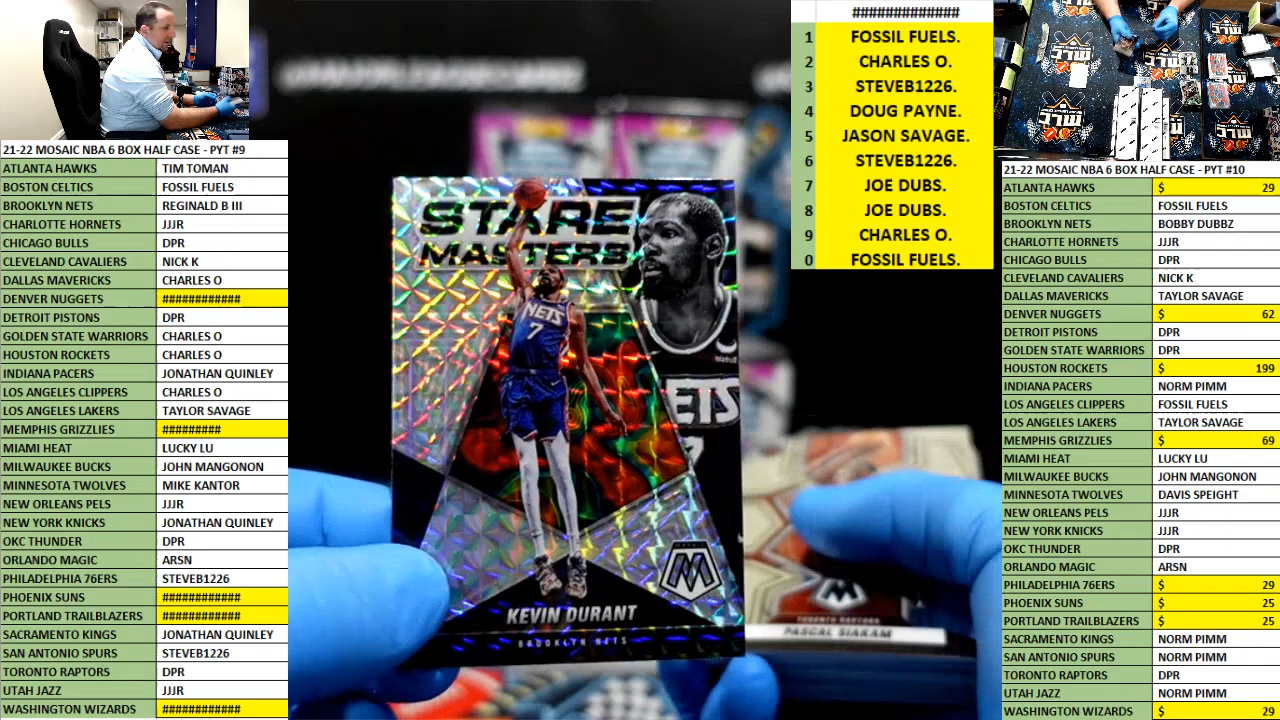 21-22 MOSAIC NBA 6 BOX HALF CASE - PYT #9
ATLANTA HAWKS TIM TOMAN
BOSTON CELTICS FOSSIL FUELS
BROOKLYN NETS REGINALD B III
CHARLOTTE HORNETS JJJR
CHICAGO BULLS DPR
CLEVELAND CAVALIERS NICK K
DALLAS MAVERICKS CHARLES O
DENVER NUGGETS ############
DETROIT PISTONS DPR
GOLDEN STATE WARRIORS CHARLES O
HOUSTON ROCKETS CHARLES O
INDIANA PACERS JONATHAN QUINLEY
LOS ANGELES CLIPPERS CHARLES O
LOS ANGELES LAKERS TAYLOR SAVAGE
MEMPHIS GRIZZLIES #########
MIAMI HEAT LUCKY LU
MILWAUKEE BUCKS JOHN MANGONON
MINNESOTA TWOLVES MIKE KANTOR
NEW ORLEANS PELS JJJR
NEW YORK KNICKS JONATHAN QUINLEY
OKC THUNDER DPR
ORLANDO MAGIC ARSN
PHILADELPHIA 76ERS STEVEB1226
PHOENIX SUNS ############
PORTLAND TRAILBLAZERS ############
SACRAMENTO KINGS JONATHAN QUINLEY
SAN ANTONIO SPURS STEVEB1226
TORONTO RAPTORS DPR
UTAH JAZZ JJJR
WASHINGTON WIZARDS ############
STARE
MASTERS
NETS
7
ETS
KEVIN DURANT
BROOKLYN NETS
M
TORONTO RAPTORS
PASCAL SIAKAM
#############
1 FOSSIL FUELS.
2 CHARLES O.
3 STEVEB1226.
4 DOUG PAYNE.
5 JASON SAVAGE.
6 STEVEB1226.
7 JOE DUBS.
8 JOE DUBS.
9 CHARLES O.
0 FOSSIL FUELS.
21-22 MOSAIC NBA 6 BOX HALF CASE - PYT #10
ATLANTA HAWKS $ 29
BOSTON CELTICS FOSSIL FUELS
BROOKLYN NETS BOBBY DUBBZ
CHARLOTTE HORNETS JJJR
CHICAGO BULLS DPR
CLEVELAND CAVALIERS NICK K
DALLAS MAVERICKS TAYLOR SAVAGE
DENVER NUGGETS $ 62
DETROIT PISTONS DPR
GOLDEN STATE WARRIORS DPR
HOUSTON ROCKETS $ 199
INDIANA PACERS NORM PIMM
LOS ANGELES CLIPPERS FOSSIL FUELS
LOS ANGELES LAKERS TAYLOR SAVAGE
MEMPHIS GRIZZLIES $ 69
MIAMI HEAT LUCKY LU
MILWAUKEE BUCKS JOHN MANGONON
MINNESOTA TWOLVES DAVIS SPEIGHT
NEW ORLEANS PELS JJJR
NEW YORK KNICKS JJJR
OKC THUNDER DPR
ORLANDO MAGIC ARSN
PHILADELPHIA 76ERS $ 29
PHOENIX SUNS $ 25
PORTLAND TRAILBLAZERS $ 25
SACRAMENTO KINGS NORM PIMM
SAN ANTONIO SPURS NORM PIMM
TORONTO RAPTORS DPR
UTAH JAZZ NORM PIMM
WASHINGTON WIZARDS $ 29